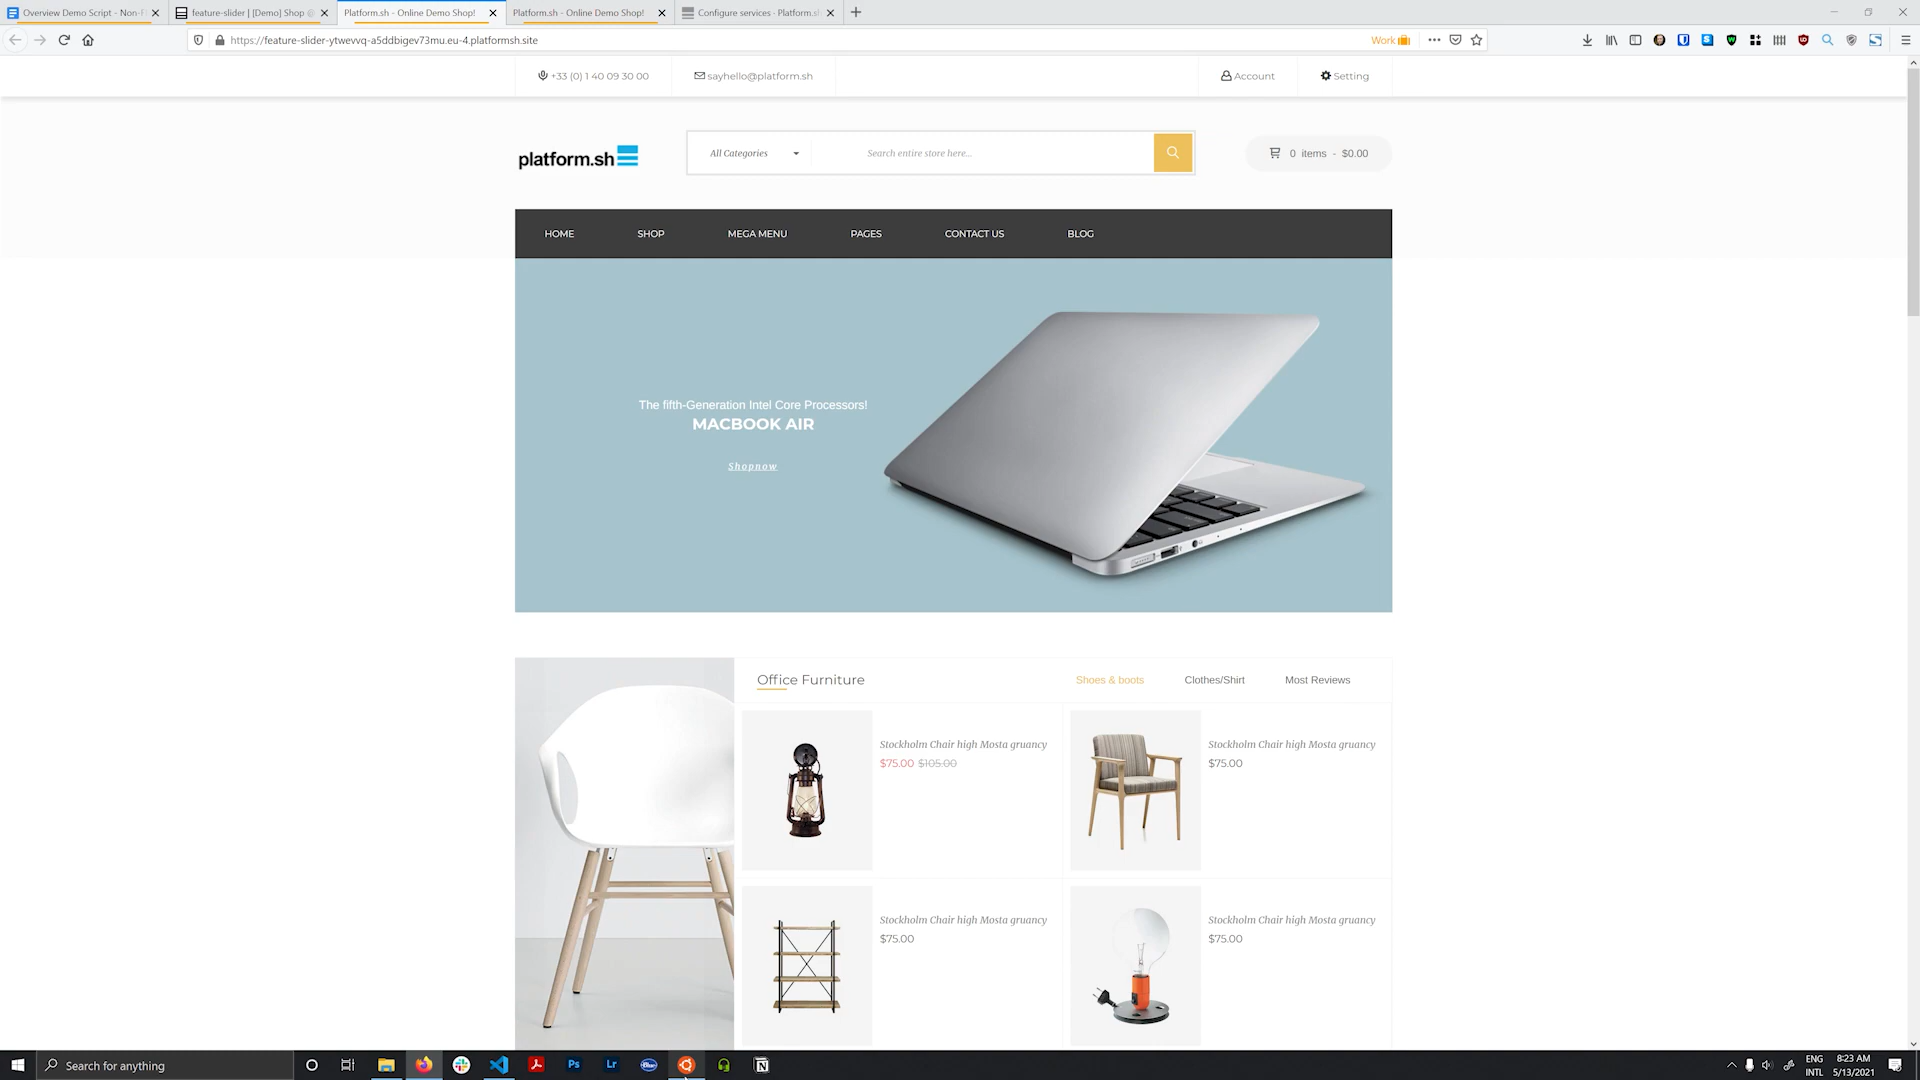 Overview Demo Script - Non-F
feature-slider | [Demo] Shop @
Platform.sh - Online Demo Shop!
Platform.sh - Online Demo Shop!
Configure services · Platform.sh
https://feature-slider-ytwevvq-a5ddbigev73mu.eu-4.platformsh.site
Work
+33 (0) 1 40 09 30 00
sayhello@platform.sh
Account
Setting
platform.sh
All Categories
Search entire store here...
0 items - $0.00
HOME
SHOP
MEGA MENU
PAGES
CONTACT US
BLOG
The fifth-Generation Intel Core Processors!
MACBOOK AIR
Shopnow
Office Furniture
Shoes & boots
Clothes/Shirt
Most Reviews
Stockholm Chair high Mosta gruancy
$75.00 $105.00
Stockholm Chair high Mosta gruancy
$75.00
Stockholm Chair high Mosta gruancy
$75.00
Stockholm Chair high Mosta gruancy
$75.00
Search for anything
Ps
Lr
ENG
INTL
8:23 AM
5/13/2021